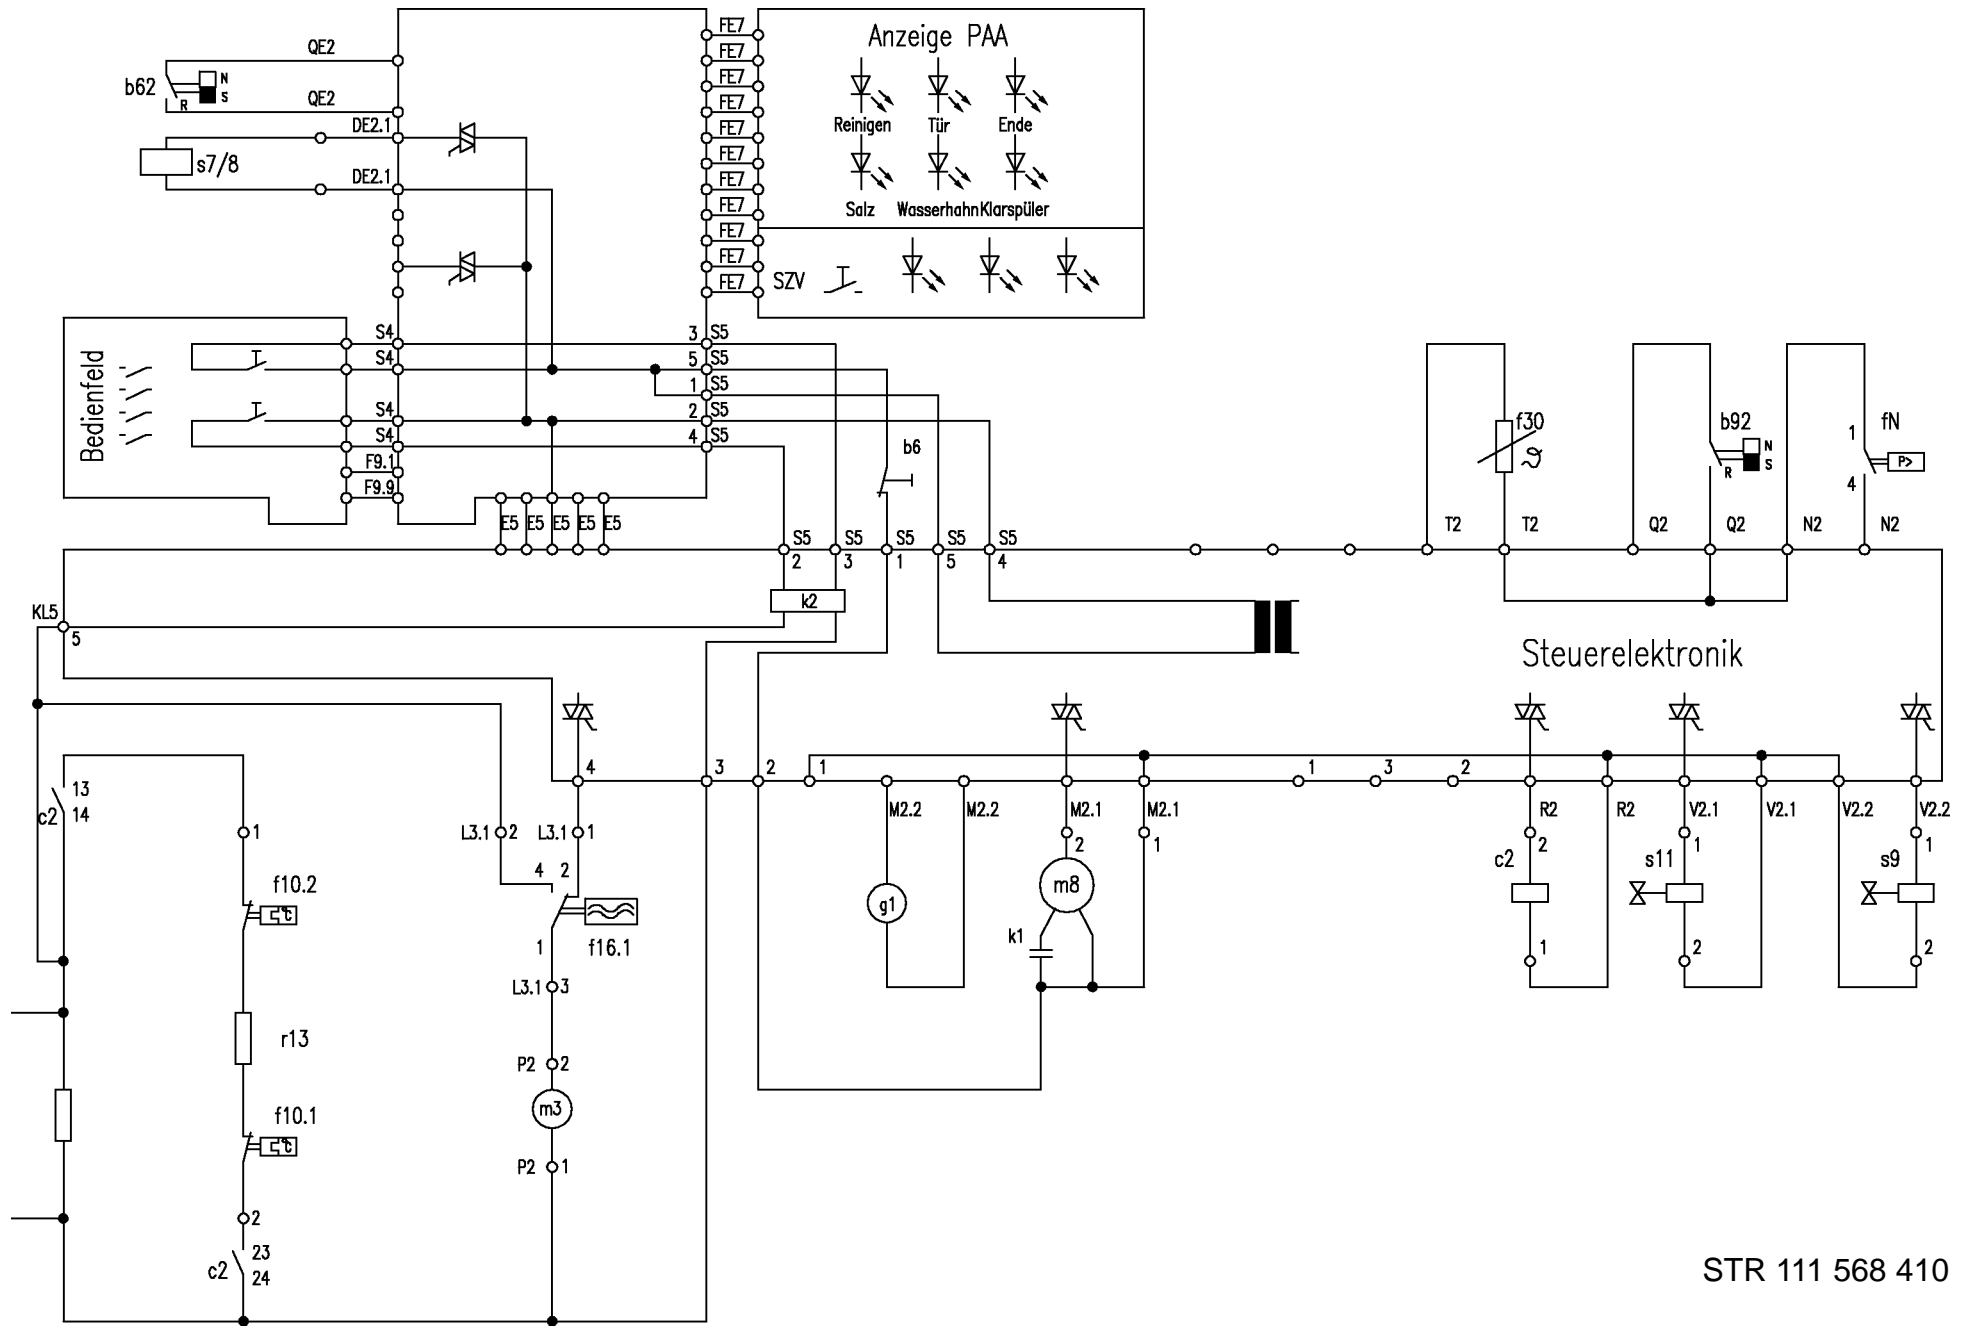 QE2
b62
N
S
R
QE2
DE2.1
s7/8
DE2.1
FE7
FE7
FE7
FE7
FE7
FE7
FE7
FE7
FE7
FE7
FE7
Anzeige PAA
Reinigen Tür Ende
Salz Wasserhahn Klarspüler
SZV
Bedienfeld
S4
S4
S4
S4
F9.1
F9.9
3 S5
5 S5
1 S5
2 S5
4 S5
b6
E5 E5 E5 E5 E5
S5 S5 S5 S5 S5
2 3 1 5 4
k2
KL5
5
f30
ϑ
b92
N
S
R
fN
1
P>
4
T2 T2 Q2 Q2 N2 N2
Steuerelektronik
4 3 2 1 1 3 2
13
c2 14
1
L3.1 2 L3.1 1
4 2
M2.2 M2.2 M2.1 M2.1
R2 R2 V2.1 V2.1 V2.2 V2.2
2 1 2 1 1
f10.2
°C
g1
m8
k1
c2
s11
s9
1 2 2
f16.1
1
L3.1 3
r13
P2 2
m3
P2 1
f10.1
°C
2
c2 23
24
STR 111 568 410